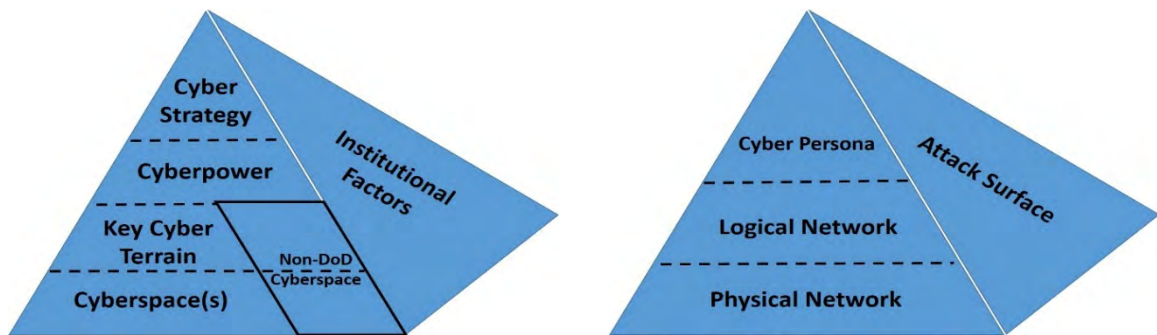 Cyber
Strategy
Cyberpower
Key Cyber
Terrain
Cyberspace(s)
Non-DoD
Cyberspace
Institutional
Factors
Cyber Persona
Logical Network
Physical Network
Attack Surface